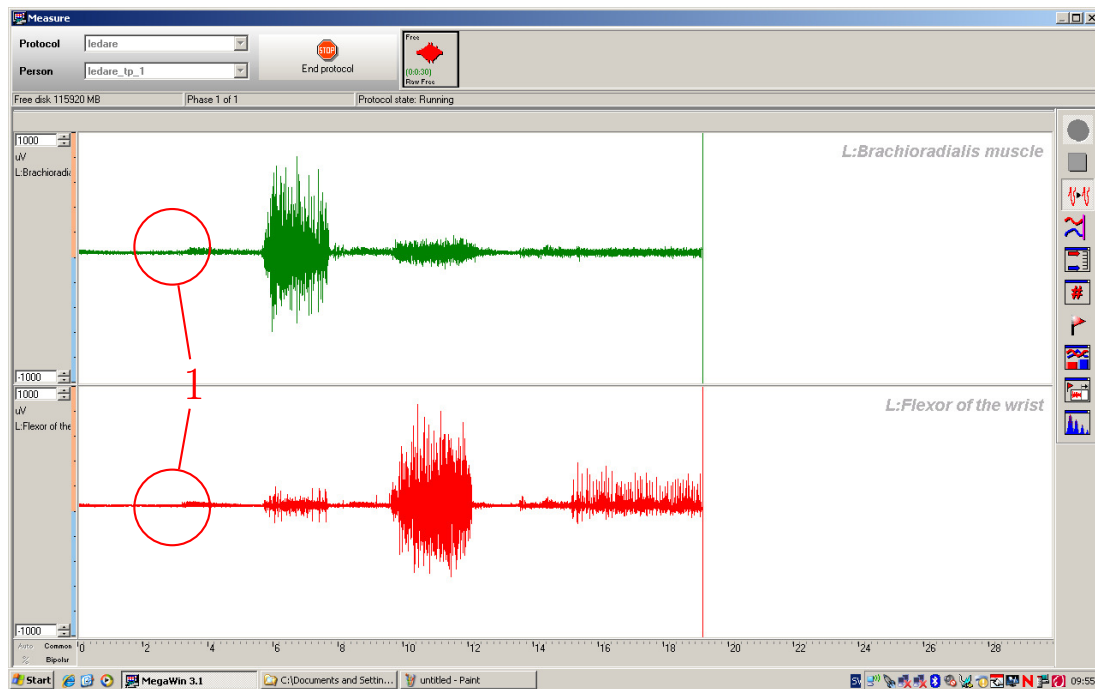 Measure
Protocol ledare
Person ledare_tp_1
STOP
End protocol
Free
(0:0:30)
Raw Free
Free disk 115920 MB Phase 1 of 1 Protocol state: Running
1000
uV
L:Brachioradia
-1000
L:Brachioradialis muscle
1
1000
uV
L:Flexor of the
-1000
L:Flexor of the wrist
Auto Common
% Bipolar
0 2 4 6 8 10 12 14 16 18 20 22 24 26 28
#
Start MegaWin 3.1 C:\Documents and Settin... untitled - Paint SV N 09:55